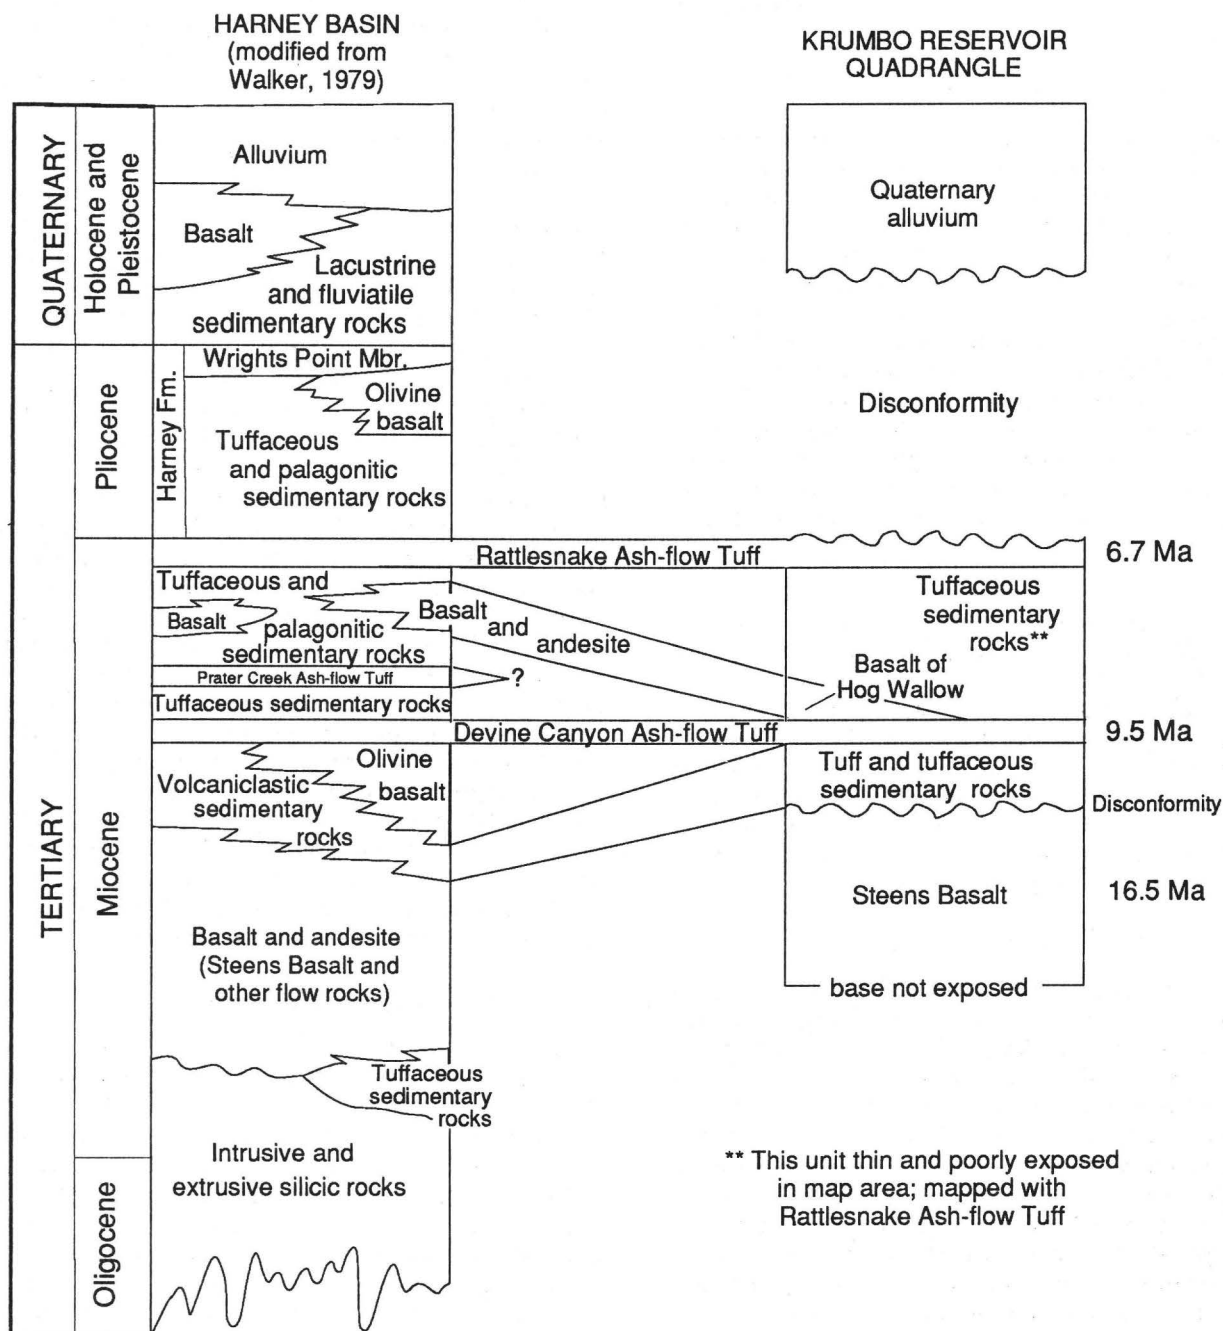 HARNEY BASIN
(modified from
Walker, 1979)
KRUMBO RESERVOIR
QUADRANGLE
QUATERNARY
Holocene and
Pleistocene
Alluvium
Basalt
Lacustrine
and fluviatile
sedimentary rocks
Quaternary
alluvium
TERTIARY
Pliocene
Harney Fm.
Wrights Point Mbr.
Olivine
basalt
Tuffaceous
and palagonitic
sedimentary rocks
Disconformity
Miocene
Rattlesnake Ash-flow Tuff
6.7 Ma
Tuffaceous and
palagonitic
sedimentary rocks
Basalt
Basalt
and
andesite
Tuffaceous
sedimentary
rocks**
Basalt of
Hog Wallow
Prater Creek Ash-flow Tuff
?
Tuffaceous sedimentary rocks
Devine Canyon Ash-flow Tuff
9.5 Ma
Olivine
basalt
Volcaniclastic
sedimentary
rocks
Tuff and tuffaceous
sedimentary rocks
Disconformity
Steens Basalt
16.5 Ma
Basalt and andesite
(Steens Basalt and
other flow rocks)
base not exposed
Tuffaceous
sedimentary
rocks
Oligocene
Intrusive and
extrusive silicic rocks
** This unit thin and poorly exposed
in map area; mapped with
Rattlesnake Ash-flow Tuff